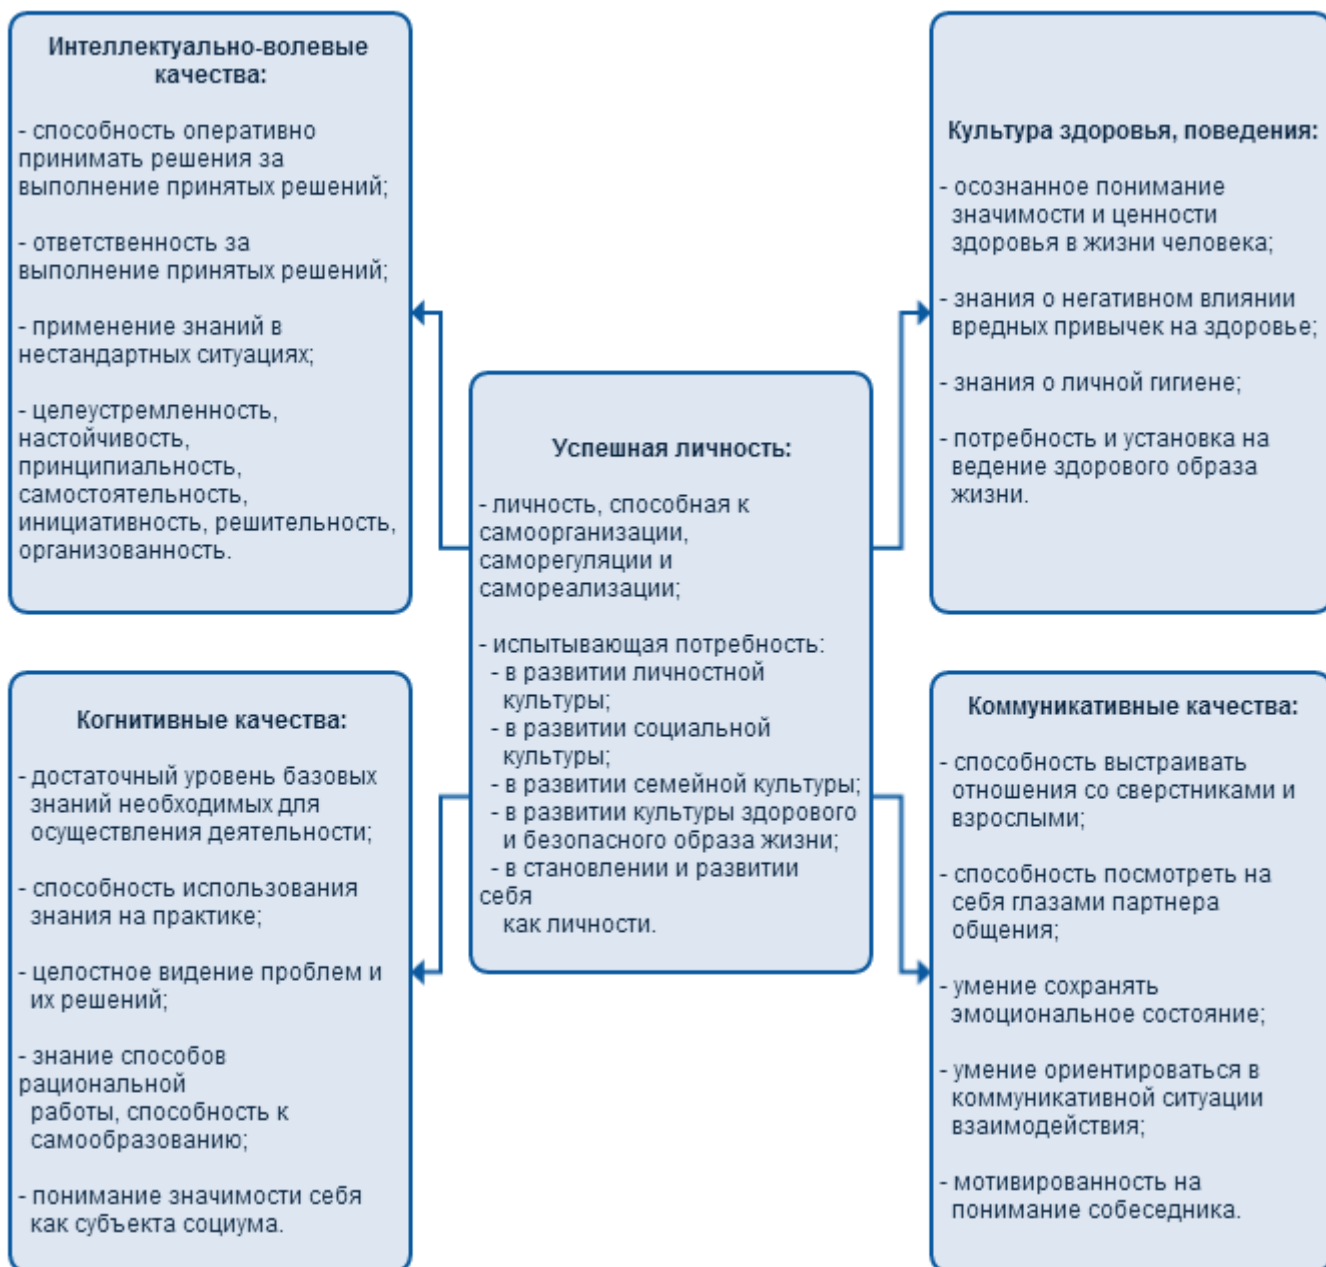 Интеллектуально-волевые
качества:
- способность оперативно
принимать решения за
выполнение принятых решений;
- ответственность за
выполнение принятых решений;
- применение знаний в
нестандартных ситуациях;
- целеустремленность,
настойчивость,
принципиальность,
самостоятельность,
инициативность, решительность,
организованность.
Культура здоровья, поведения:
- осознанное понимание
значимости и ценности
здоровья в жизни человека;
- знания о негативном влиянии
вредных привычек на здоровье;
- знания о личной гигиене;
- потребность и установка на
ведение здорового образа
жизни.
Успешная личность:
- личность, способная к
самоорганизации,
саморегуляции и
самореализации;
- испытывающая потребность:
- в развитии личностной
культуры;
- в развитии социальной
культуры;
- в развитии семейной культуры;
- в развитии культуры здорового
и безопасного образа жизни;
- в становлении и развитии
себя
как личности.
Когнитивные качества:
- достаточный уровень базовых
знаний необходимых для
осуществления деятельности;
- способность использования
знания на практике;
- целостное видение проблем и
их решений;
- знание способов
рациональной
работы, способность к
самообразованию;
- понимание значимости себя
как субъекта социума.
Коммуникативные качества:
- способность выстраивать
отношения со сверстниками и
взрослыми;
- способность посмотреть на
себя глазами партнера
общения;
- умение сохранять
эмоциональное состояние;
- умение ориентироваться в
коммуникативной ситуации
взаимодействия;
- мотивированность на
понимание собеседника.